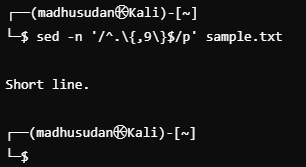 ┌──(madhusudan㉿Kali)-[~]
└─$ sed -n '/^.\{,9\}$/p' sample.txt
Short line.
┌──(madhusudan㉿Kali)-[~]
└─$